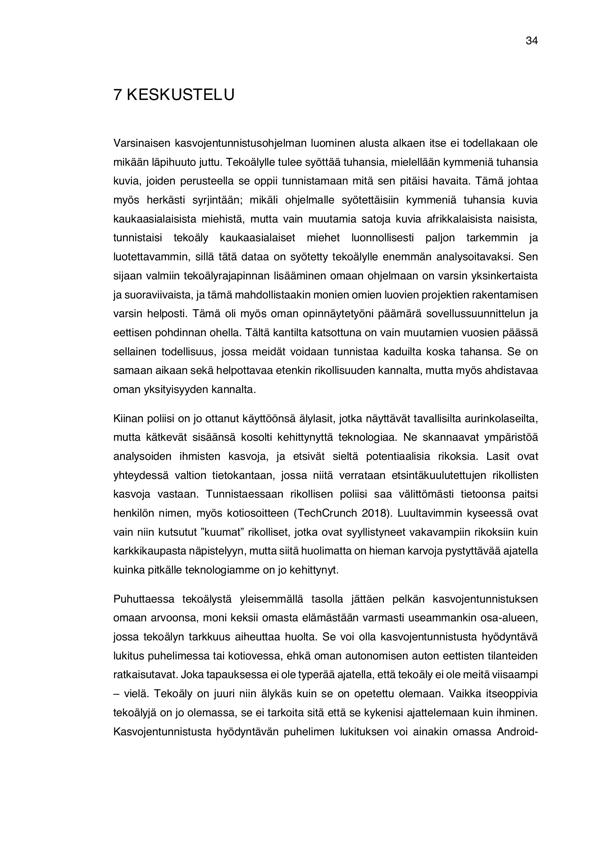 34
7 KESKUSTELU
Varsinaisen kasvojentunnistusohjelman luominen alusta alkaen itse ei todellakaan ole
mikään läpihuuto juttu. Tekoälylle tulee syöttää tuhansia, mielellään kymmeniä tuhansia
kuvia, joiden perusteella se oppii tunnistamaan mitä sen pitäisi havaita. Tämä johtaa
myös herkästi syrjintään; mikäli ohjelmalle syötettäisiin kymmeniä tuhansia kuvia
kaukaasialaisista miehistä, mutta vain muutamia satoja kuvia afrikkalaisista naisista,
tunnistaisi tekoäly kaukaasialaiset miehet luonnollisesti paljon tarkemmin ja
luotettavammin, sillä tätä dataa on syötetty tekoälylle enemmän analysoitavaksi. Sen
sijaan valmiin tekoälyrajapinnan lisääminen omaan ohjelmaan on varsin yksinkertaista
ja suoraviivaista, ja tämä mahdollistaakin monien omien luovien projektien rakentamisen
varsin helposti. Tämä oli myös oman opinnäytetyöni päämärä sovellussuunnittelun ja
eettisen pohdinnan ohella. Tältä kantilta katsottuna on vain muutamien vuosien päässä
sellainen todellisuus, jossa meidät voidaan tunnistaa kaduilta koska tahansa. Se on
samaan aikaan sekä helpottavaa etenkin rikollisuuden kannalta, mutta myös ahdistavaa
oman yksityisyyden kannalta.
Kiinan poliisi on jo ottanut käyttöönsä älylasit, jotka näyttävät tavallisilta aurinkolaseilta,
mutta kätkevät sisäänsä kosolti kehittynyttä teknologiaa. Ne skannaavat ympäristöä
analysoiden ihmisten kasvoja, ja etsivät sieltä potentiaalisia rikoksia. Lasit ovat
yhteydessä valtion tietokantaan, jossa niitä verrataan etsintäkuulutettujen rikollisten
kasvoja vastaan. Tunnistaessaan rikollisen poliisi saa välittömästi tietoonsa paitsi
henkilön nimen, myös kotiosoitteen (TechCrunch 2018). Luultavimmin kyseessä ovat
vain niin kutsutut ”kuumat” rikolliset, jotka ovat syyllistyneet vakavampiin rikoksiin kuin
karkkikaupasta näpistelyyn, mutta siitä huolimatta on hieman karvoja pystyttävää ajatella
kuinka pitkälle teknologiamme on jo kehittynyt.
Puhuttaessa tekoälystä yleisemmällä tasolla jättäen pelkän kasvojentunnistuksen
omaan arvoonsa, moni keksii omasta elämästään varmasti useammankin osa-alueen,
jossa tekoälyn tarkkuus aiheuttaa huolta. Se voi olla kasvojentunnistusta hyödyntävä
lukitus puhelimessa tai kotiovessa, ehkä oman autonomisen auton eettisten tilanteiden
ratkaisutavat. Joka tapauksessa ei ole typerää ajatella, että tekoäly ei ole meitä viisaampi
– vielä. Tekoäly on juuri niin älykäs kuin se on opetettu olemaan. Vaikka itseoppivia
tekoälyjä on jo olemassa, se ei tarkoita sitä että se kykenisi ajattelemaan kuin ihminen.
Kasvojentunnistusta hyödyntävän puhelimen lukituksen voi ainakin omassa Android-